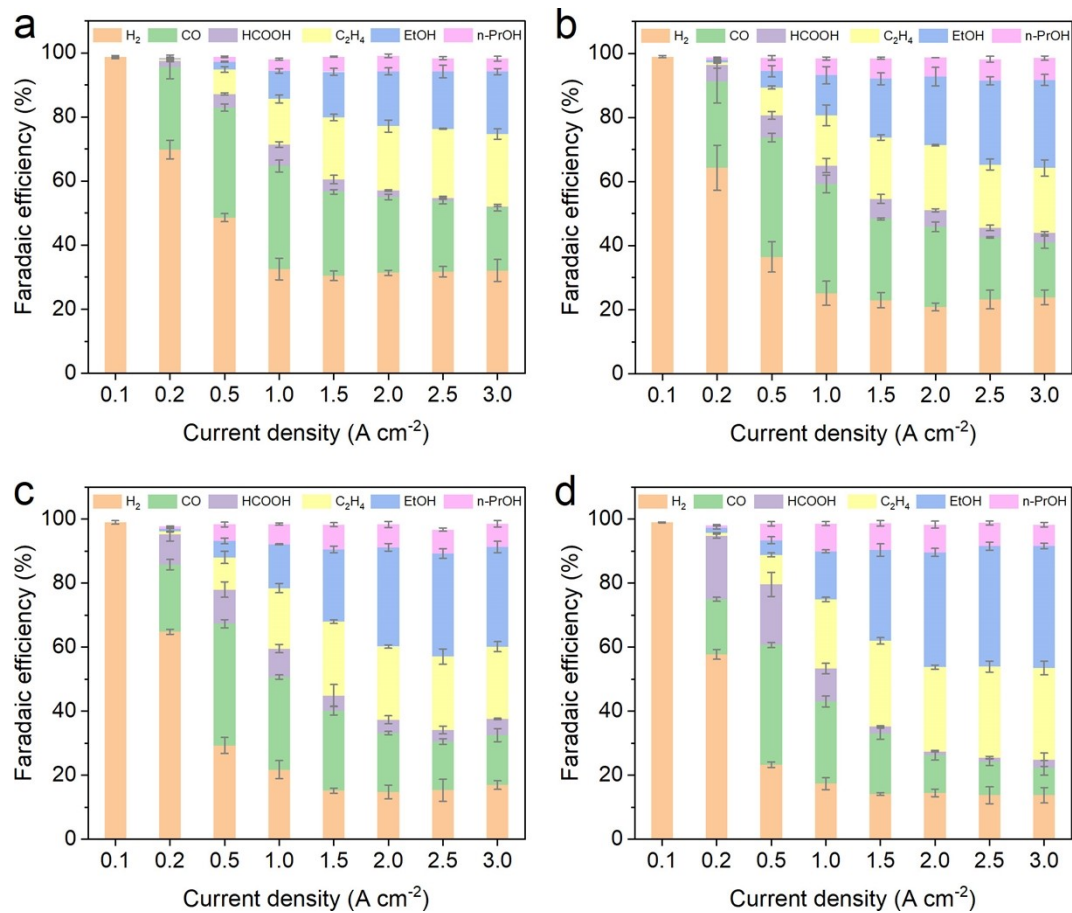 a
H₂ CO HCOOH C₂H₄ EtOH n-PrOH
Faradaic efficiency (%)
100
80
60
40
20
0
0.1 0.2 0.5 1.0 1.5 2.0 2.5 3.0
Current density (A cm⁻²)
b
H₂ CO HCOOH C₂H₄ EtOH n-PrOH
Faradaic efficiency (%)
100
80
60
40
20
0
0.1 0.2 0.5 1.0 1.5 2.0 2.5 3.0
Current density (A cm⁻²)
c
H₂ CO HCOOH C₂H₄ EtOH n-PrOH
Faradaic efficiency (%)
100
80
60
40
20
0
0.1 0.2 0.5 1.0 1.5 2.0 2.5 3.0
Current density (A cm⁻²)
d
H₂ CO HCOOH C₂H₄ EtOH n-PrOH
Faradaic efficiency (%)
100
80
60
40
20
0
0.1 0.2 0.5 1.0 1.5 2.0 2.5 3.0
Current density (A cm⁻²)